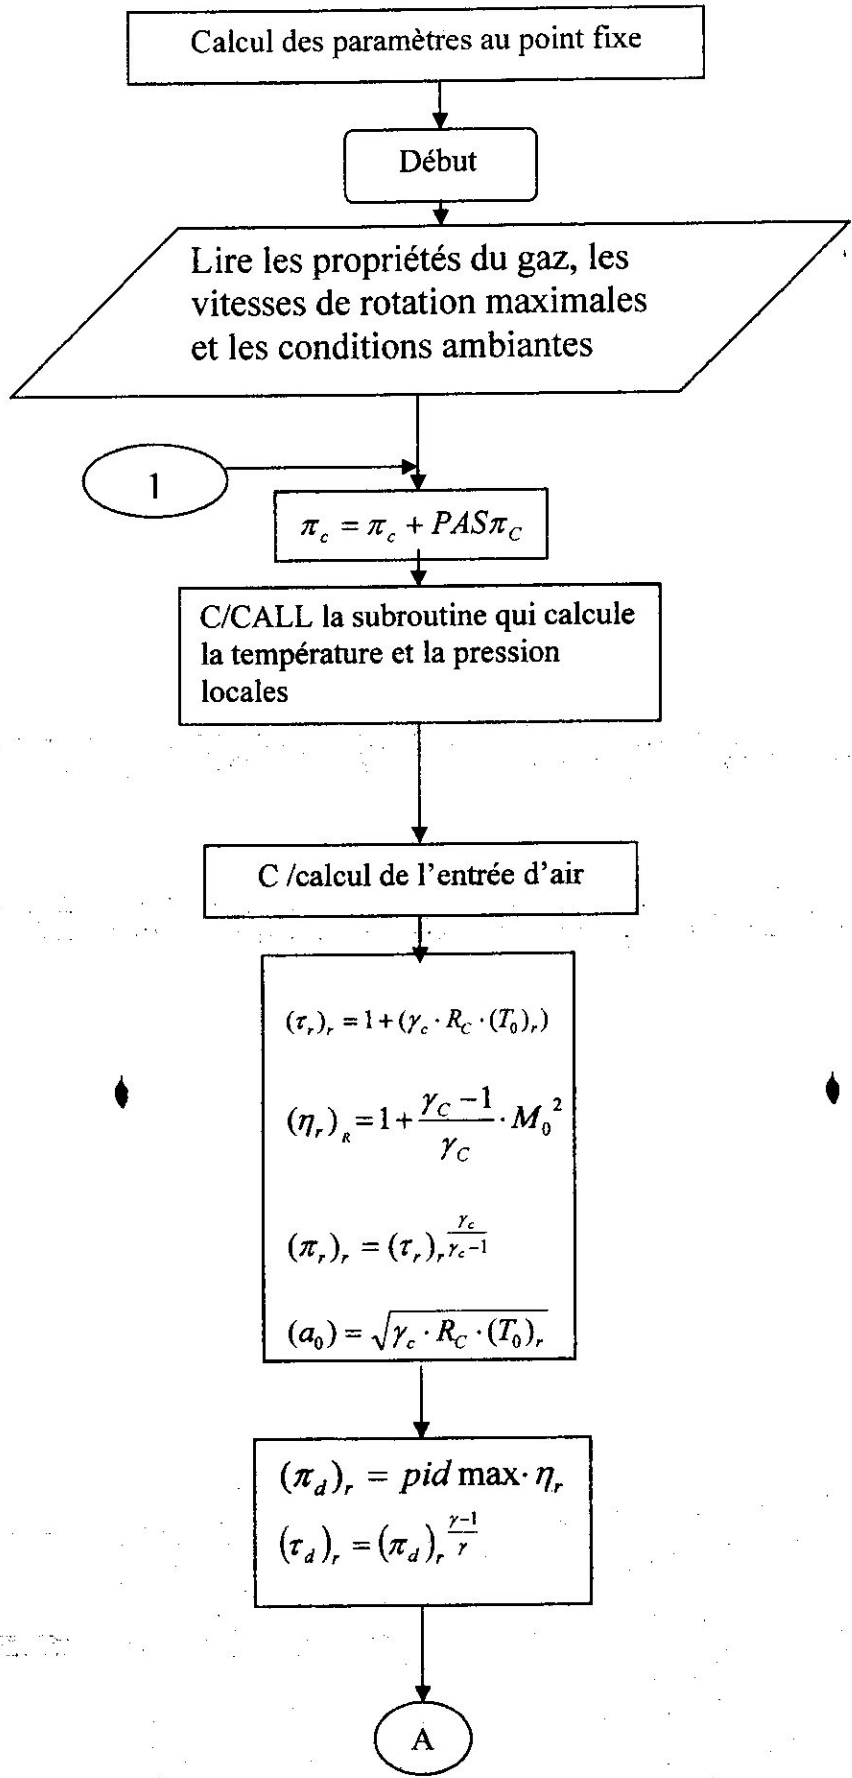 Calcul des paramètres au point fixe
Début
Lire les propriétés du gaz, les
vitesses de rotation maximales
et les conditions ambiantes
1
π_c = π_c + PASπ_C
C/CALL la subroutine qui calcule
la température et la pression
locales
C /calcul de l'entrée d'air
(τ_r)_r = 1+(γ_c · R_C · (T_0)_r)
(η_r)_R = 1+ \frac{γ_C −1}{γ_C} · M_0^2
(π_r)_r = (τ_r)_r^{\frac{γ_c}{γ_c−1}}
(a_0) = \sqrt{γ_c · R_C · (T_0)_r}
(π_d)_r = pid max· η_r
(τ_d)_r = (π_d)_r^{\frac{γ−1}{γ}}
A